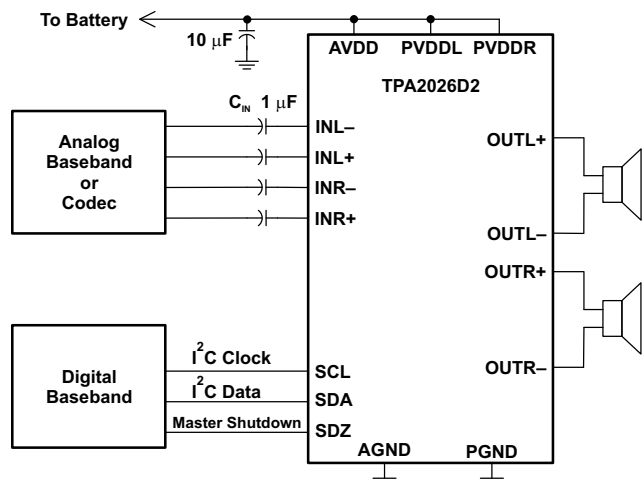 To Battery
10 μF
AVDD PVDDL PVDDR
TPA2026D2
CIN 1 μF
Analog
Baseband
or
Codec
INL–
INL+
INR–
INR+
OUTL+
OUTL–
OUTR+
OUTR–
Digital
Baseband
I²C Clock
I²C Data
Master Shutdown
SCL
SDA
SDZ
AGND PGND